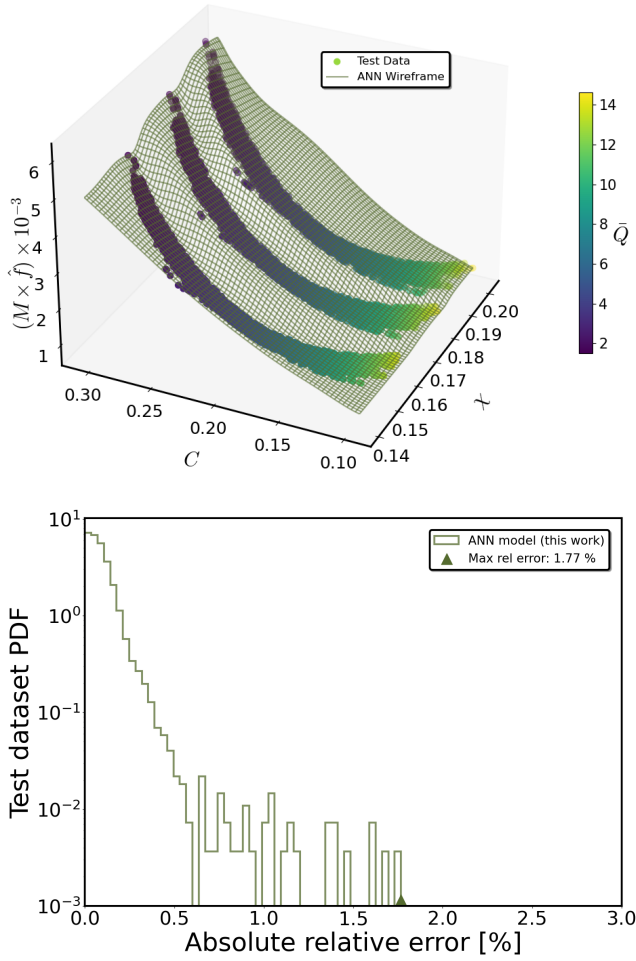 Test Data
ANN Wireframe
14
12
10
8
6
4
2
Q̄
6
5
4
3
2
1
(M × f̂) × 10⁻³
0.30
0.25
0.20
0.15
0.10
C
0.20
0.19
0.18
0.17
0.16
0.15
0.14
χ
10¹
10⁰
10⁻¹
10⁻²
10⁻³
Test dataset PDF
ANN model (this work)
Max rel error: 1.77 %
0.0 0.5 1.0 1.5 2.0 2.5 3.0
Absolute relative error [%]